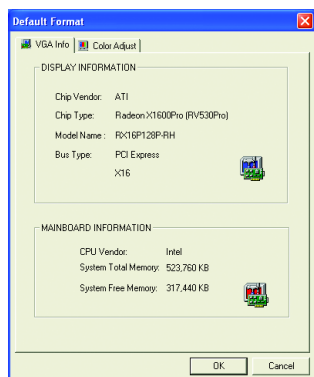 Default Format
VGA Info Color Adjust
DISPLAY INFORMATION
Chip Vendor: ATI
Chip Type: Radeon X1600Pro (RV530Pro)
Model Name : RX16P128P-RH
Bus Type: PCI Express
X16
MAINBOARD INFORMATION
CPU Vendor: Intel
System Total Memory: 523,760 KB
System Free Memory: 317,440 KB
OK Cancel